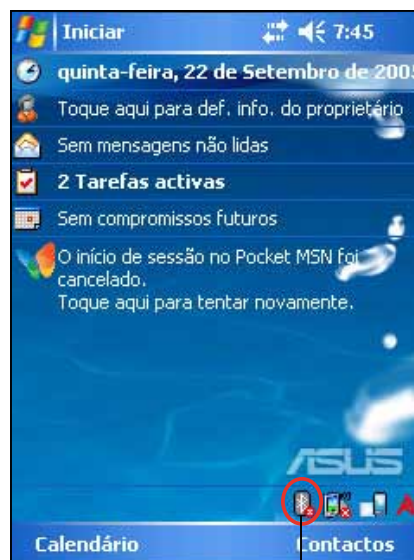 Iniciar 7:45
quinta-feira, 22 de Setembro de 200
Toque aqui para def. info. do proprietário
Sem mensagens não lidas
2 Tarefas activas
Sem compromissos futuros
O início de sessão no Pocket MSN foi
cancelado.
Toque aqui para tentar novamente.
ASUS
Calendário Contactos